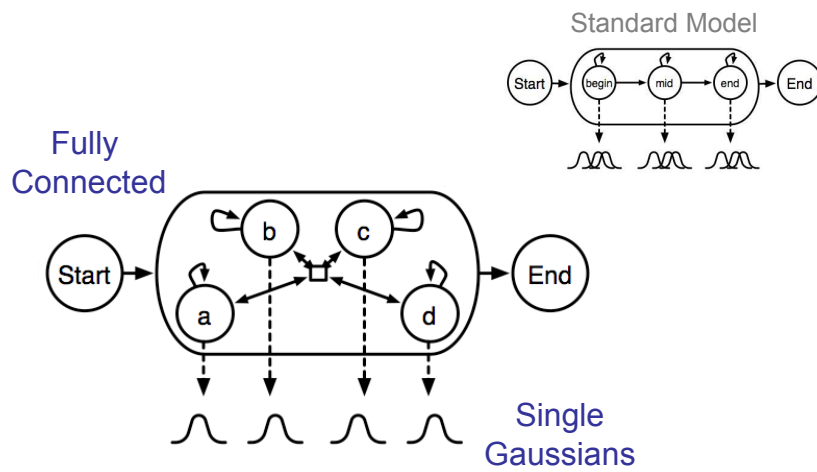 Standard Model
Start
begin
mid
end
End
Fully
Connected
b
c
Start
End
a
d
Single
Gaussians